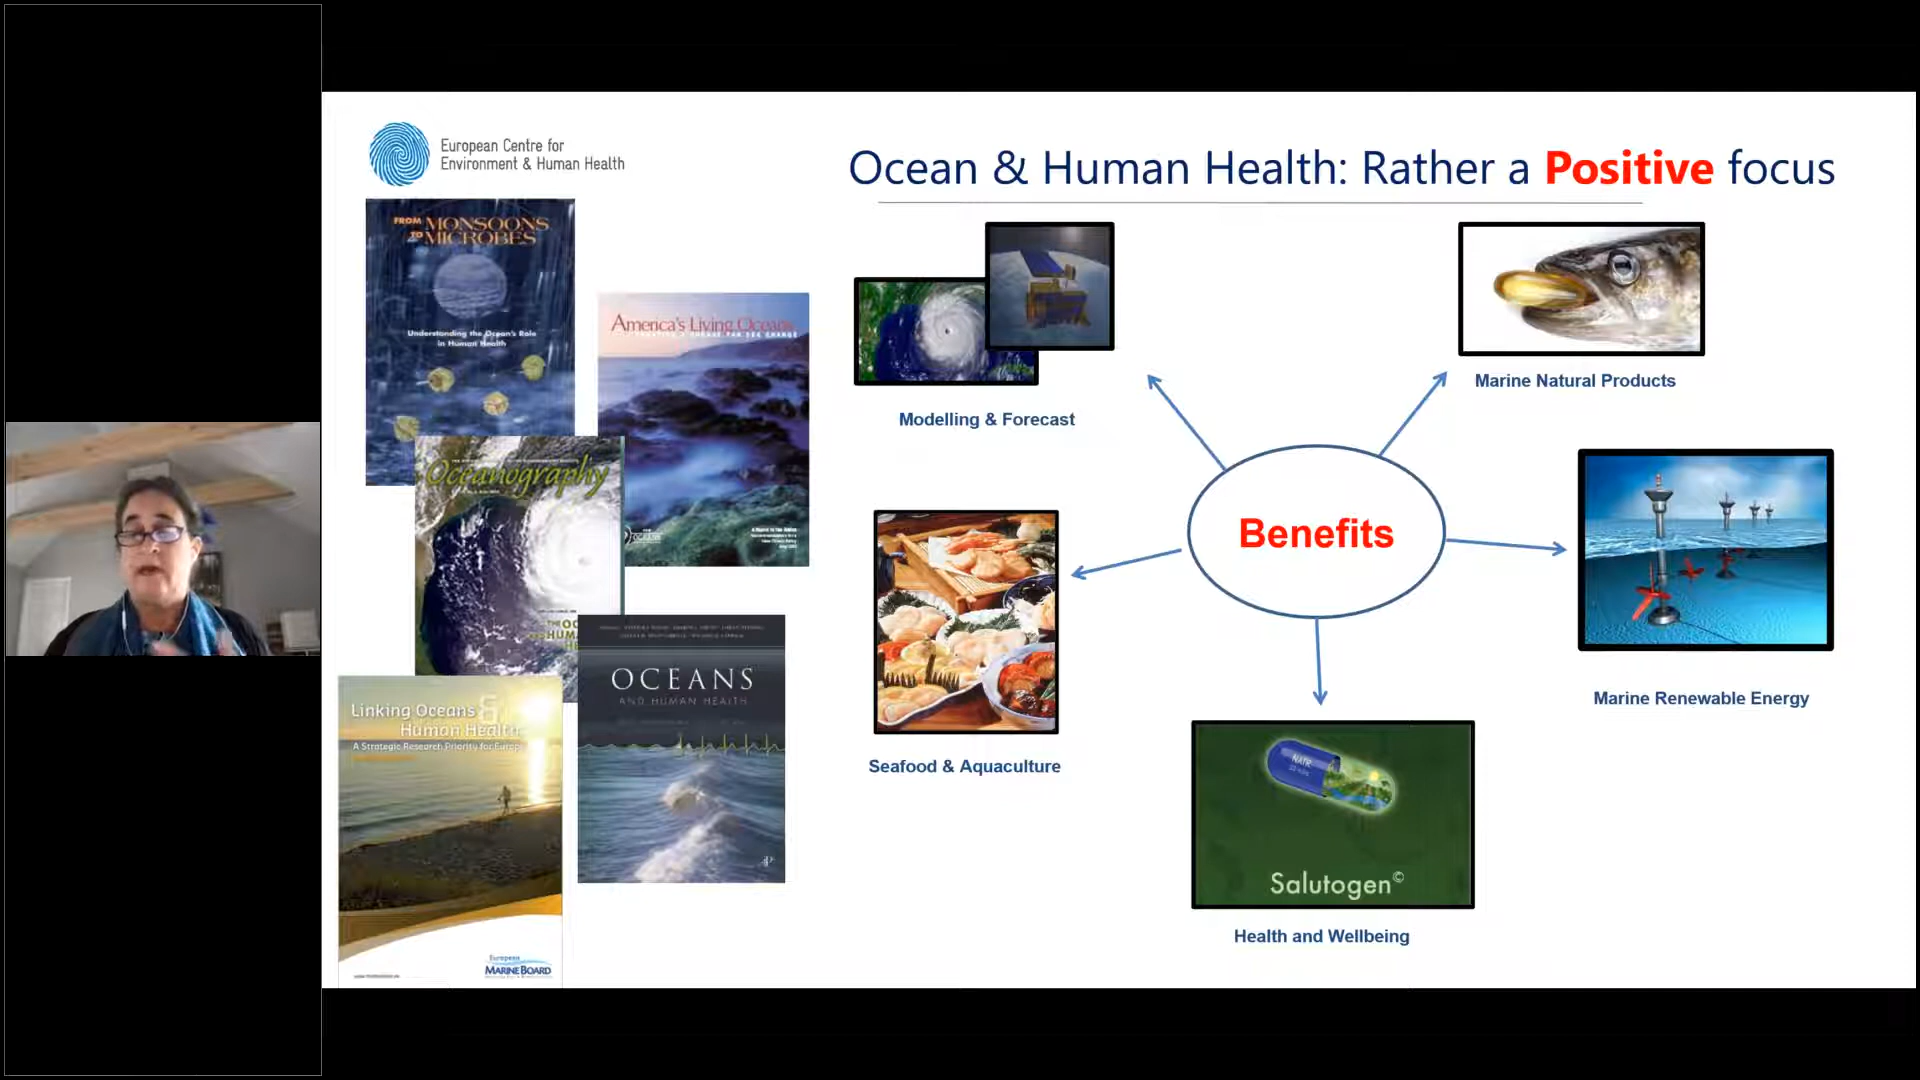 European Centre for
Environment & Human Health
Ocean & Human Health: Rather a Positive focus
FROM MONSOONS
TO MICROBES
Understanding the Ocean's Role
in Human Health
America's Living Oceans
Oceanography
OCEANS
AND HUMAN HEALTH
Linking Oceans &
Human Health
A Strategic Research Priority for Europe
European
MARINE BOARD
Modelling & Forecast
Marine Natural Products
Benefits
Seafood & Aquaculture
Marine Renewable Energy
Salutogen©
Health and Wellbeing